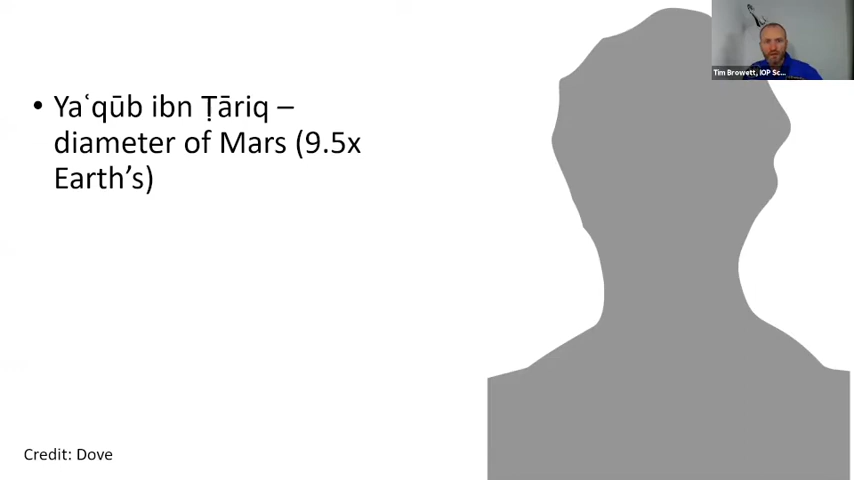 • Yaʿqūb ibn Ṭāriq –
diameter of Mars (9.5x
Earth’s)
Credit: Dove
Tim Browett, IOP Sc...